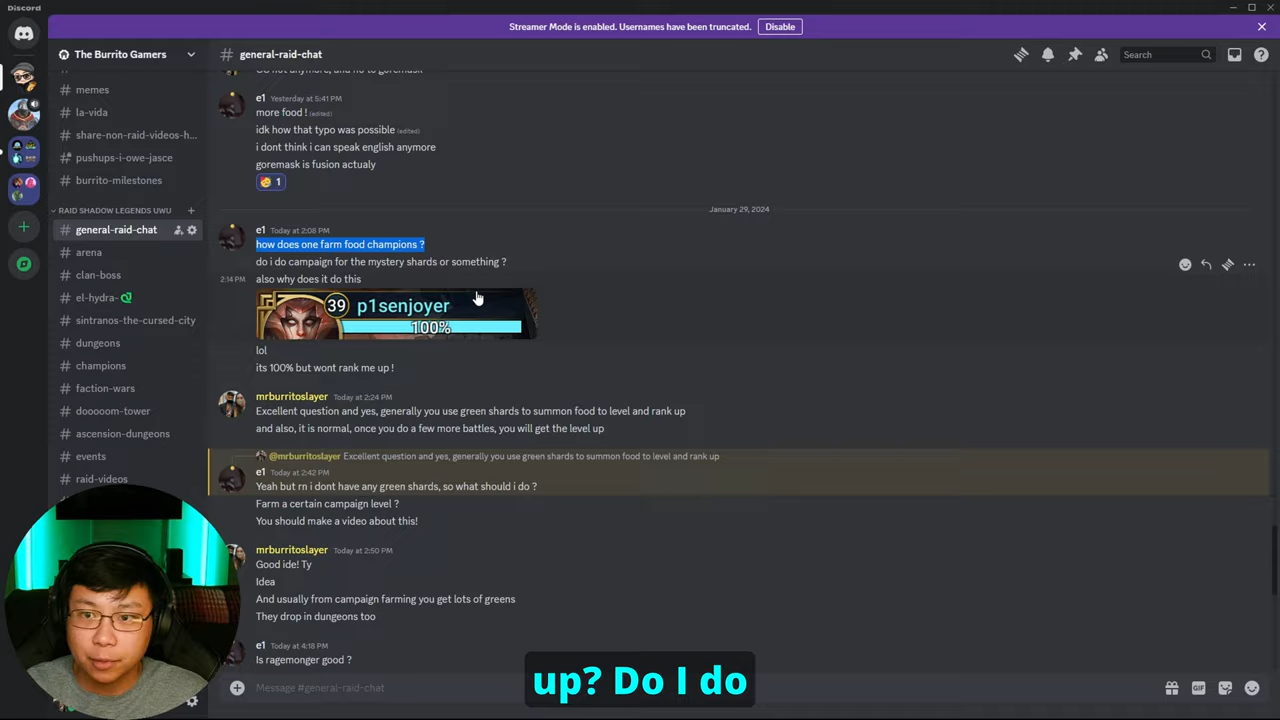 Discord
Streamer Mode is enabled. Usernames have been truncated. Disable
The Burrito Gamers
# general-raid-chat
Search
memes
la-vida
share-non-raid-videos-h...
pushups-i-owe-jasce
burrito-milestones
RAID SHADOW LEGENDS UWU
general-raid-chat
arena
clan-boss
el-hydra-
sintranos-the-cursed-city
dungeons
champions
faction-wars
dooooom-tower
ascension-dungeons
events
raid-videos
e1 Yesterday at 5:41 PM
more food ! (edited)
idk how that typo was possible (edited)
i dont think i can speak english anymore
goremask is fusion actualy
1
January 29, 2024
e1 Today at 2:08 PM
how does one farm food champions ?
do i do campaign for the mystery shards or something ?
2:14 PM also why does it do this
39 p1senjoyer
100%
lol
its 100% but wont rank me up !
mrburritoslayer Today at 2:24 PM
Excellent question and yes, generally you use green shards to summon food to level and rank up
and also, it is normal, once you do a few more battles, you will get the level up
@mrburritoslayer Excellent question and yes, generally you use green shards to summon food to level and rank up
e1 Today at 2:42 PM
Yeah but rn i dont have any green shards, so what should i do ?
Farm a certain campaign level ?
You should make a video about this!
mrburritoslayer Today at 2:50 PM
Good ide! Ty
Idea
And usually from campaign farming you get lots of greens
They drop in dungeons too
e1 Today at 4:18 PM
Is ragemonger good ?
Message #general-raid-chat
GIF
up? Do I do